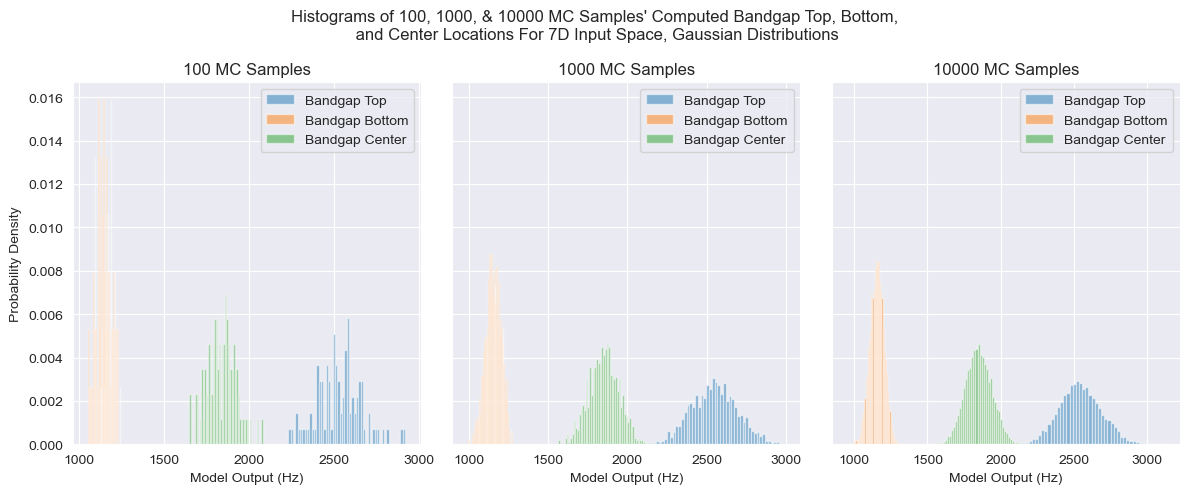 Histograms of 100, 1000, & 10000 MC Samples' Computed Bandgap Top, Bottom,
and Center Locations For 7D Input Space, Gaussian Distributions
100 MC Samples
Probability Density
0.016
0.014
0.012
0.010
0.008
0.006
0.004
0.002
0.000
Bandgap Top
Bandgap Bottom
Bandgap Center
1000 1500 2000 2500 3000
Model Output (Hz)
1000 MC Samples
Bandgap Top
Bandgap Bottom
Bandgap Center
1000 1500 2000 2500 3000
Model Output (Hz)
10000 MC Samples
Bandgap Top
Bandgap Bottom
Bandgap Center
1000 1500 2000 2500 3000
Model Output (Hz)